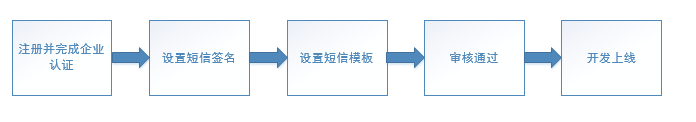 注册并完成企业
认证
设置短信签名
设置短信模板
审核通过
开发上线